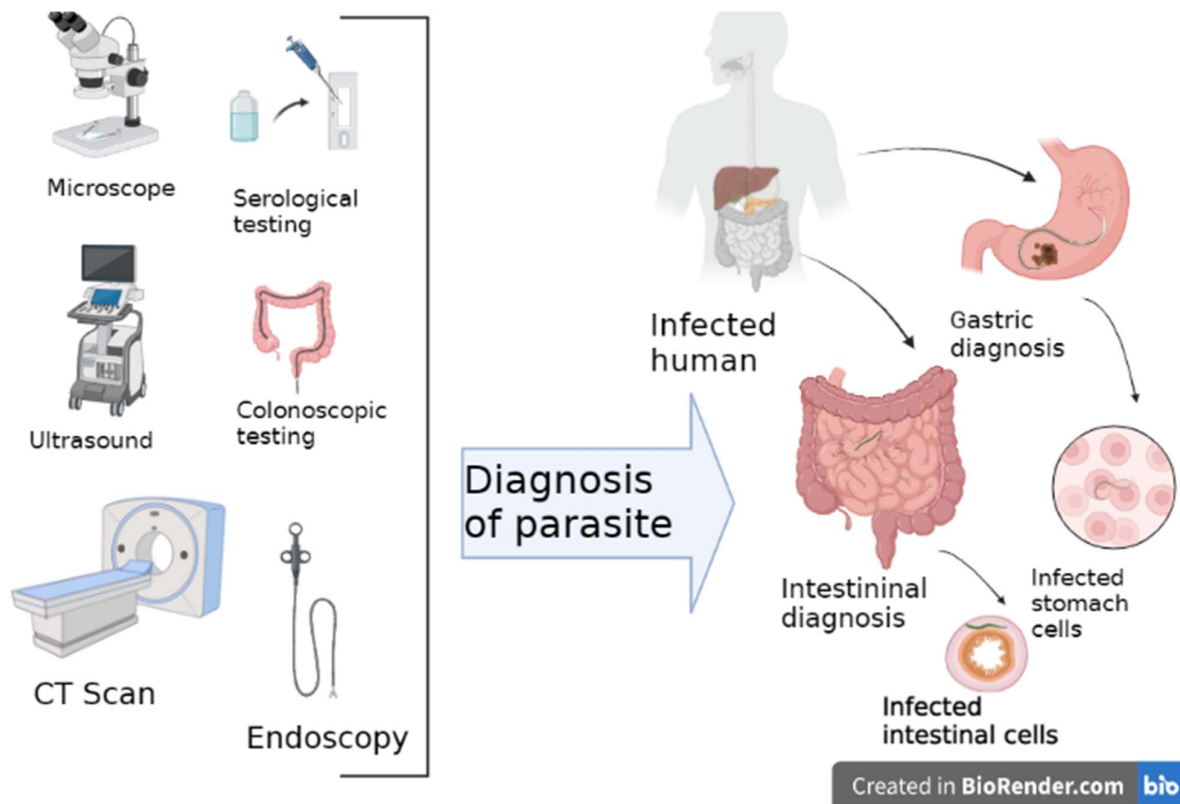 Microscope
Serological
testing
Ultrasound
Colonoscopic
testing
CT Scan
Endoscopy
Diagnosis
of parasite
Infected
human
Gastric
diagnosis
Intestininal
diagnosis
Infected
stomach
cells
Infected
intestinal cells
Created in BioRender.com
bio